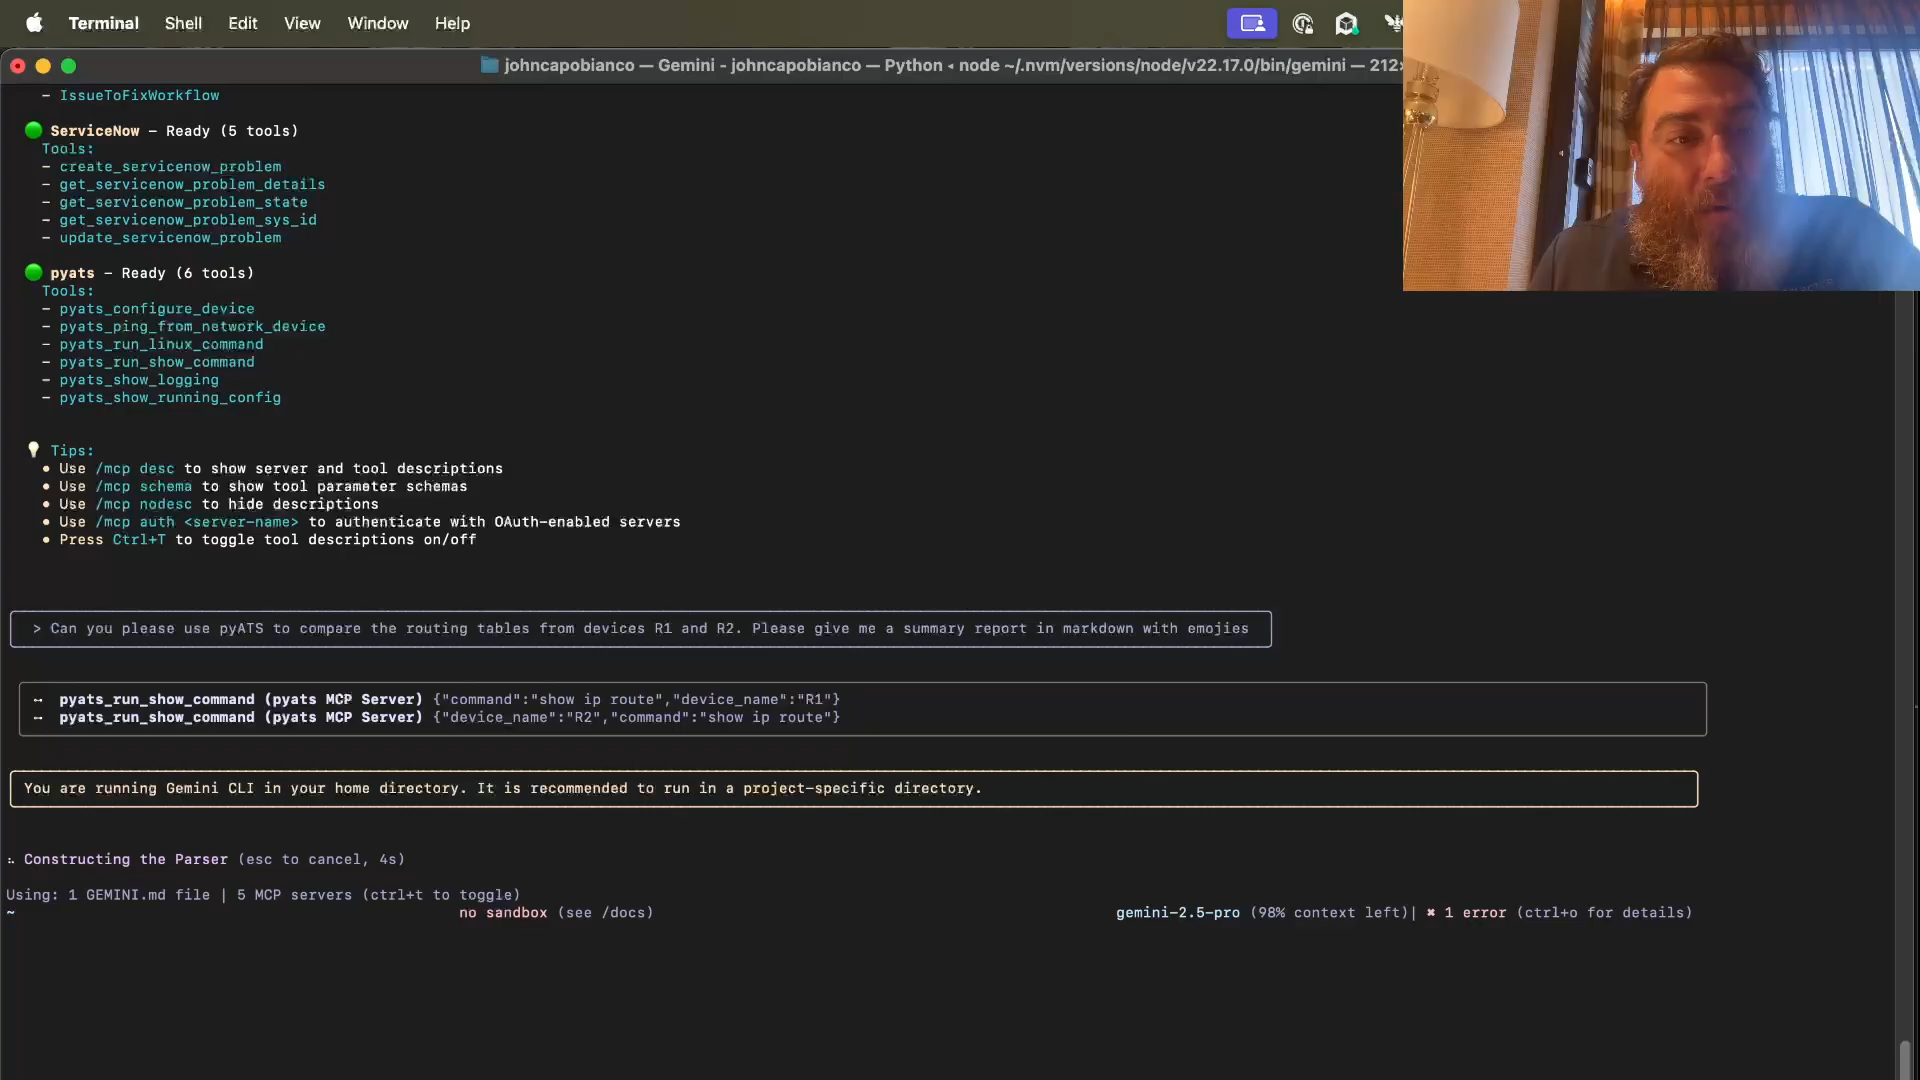 Terminal Shell Edit View Window Help
johncapobianco — Gemini - johncapobianco — Python ◂ node ~/.nvm/versions/node/v22.17.0/bin/gemini — 212
- IssueToFixWorkflow
ServiceNow - Ready (5 tools)
Tools:
- create_servicenow_problem
- get_servicenow_problem_details
- get_servicenow_problem_state
- get_servicenow_problem_sys_id
- update_servicenow_problem
pyats - Ready (6 tools)
Tools:
- pyats_configure_device
- pyats_ping_from_network_device
- pyats_run_linux_command
- pyats_run_show_command
- pyats_show_logging
- pyats_show_running_config
💡 Tips:
• Use /mcp desc to show server and tool descriptions
• Use /mcp schema to show tool parameter schemas
• Use /mcp nodesc to hide descriptions
• Use /mcp auth <server-name> to authenticate with OAuth-enabled servers
• Press Ctrl+T to toggle tool descriptions on/off
> Can you please use pyATS to compare the routing tables from devices R1 and R2. Please give me a summary report in markdown with emojies
pyats_run_show_command (pyats MCP Server) {"command":"show ip route","device_name":"R1"}
pyats_run_show_command (pyats MCP Server) {"device_name":"R2","command":"show ip route"}
You are running Gemini CLI in your home directory. It is recommended to run in a project-specific directory.
Constructing the Parser (esc to cancel, 4s)
Using: 1 GEMINI.md file | 5 MCP servers (ctrl+t to toggle)
~ no sandbox (see /docs) gemini-2.5-pro (98% context left)| ✖ 1 error (ctrl+o for details)